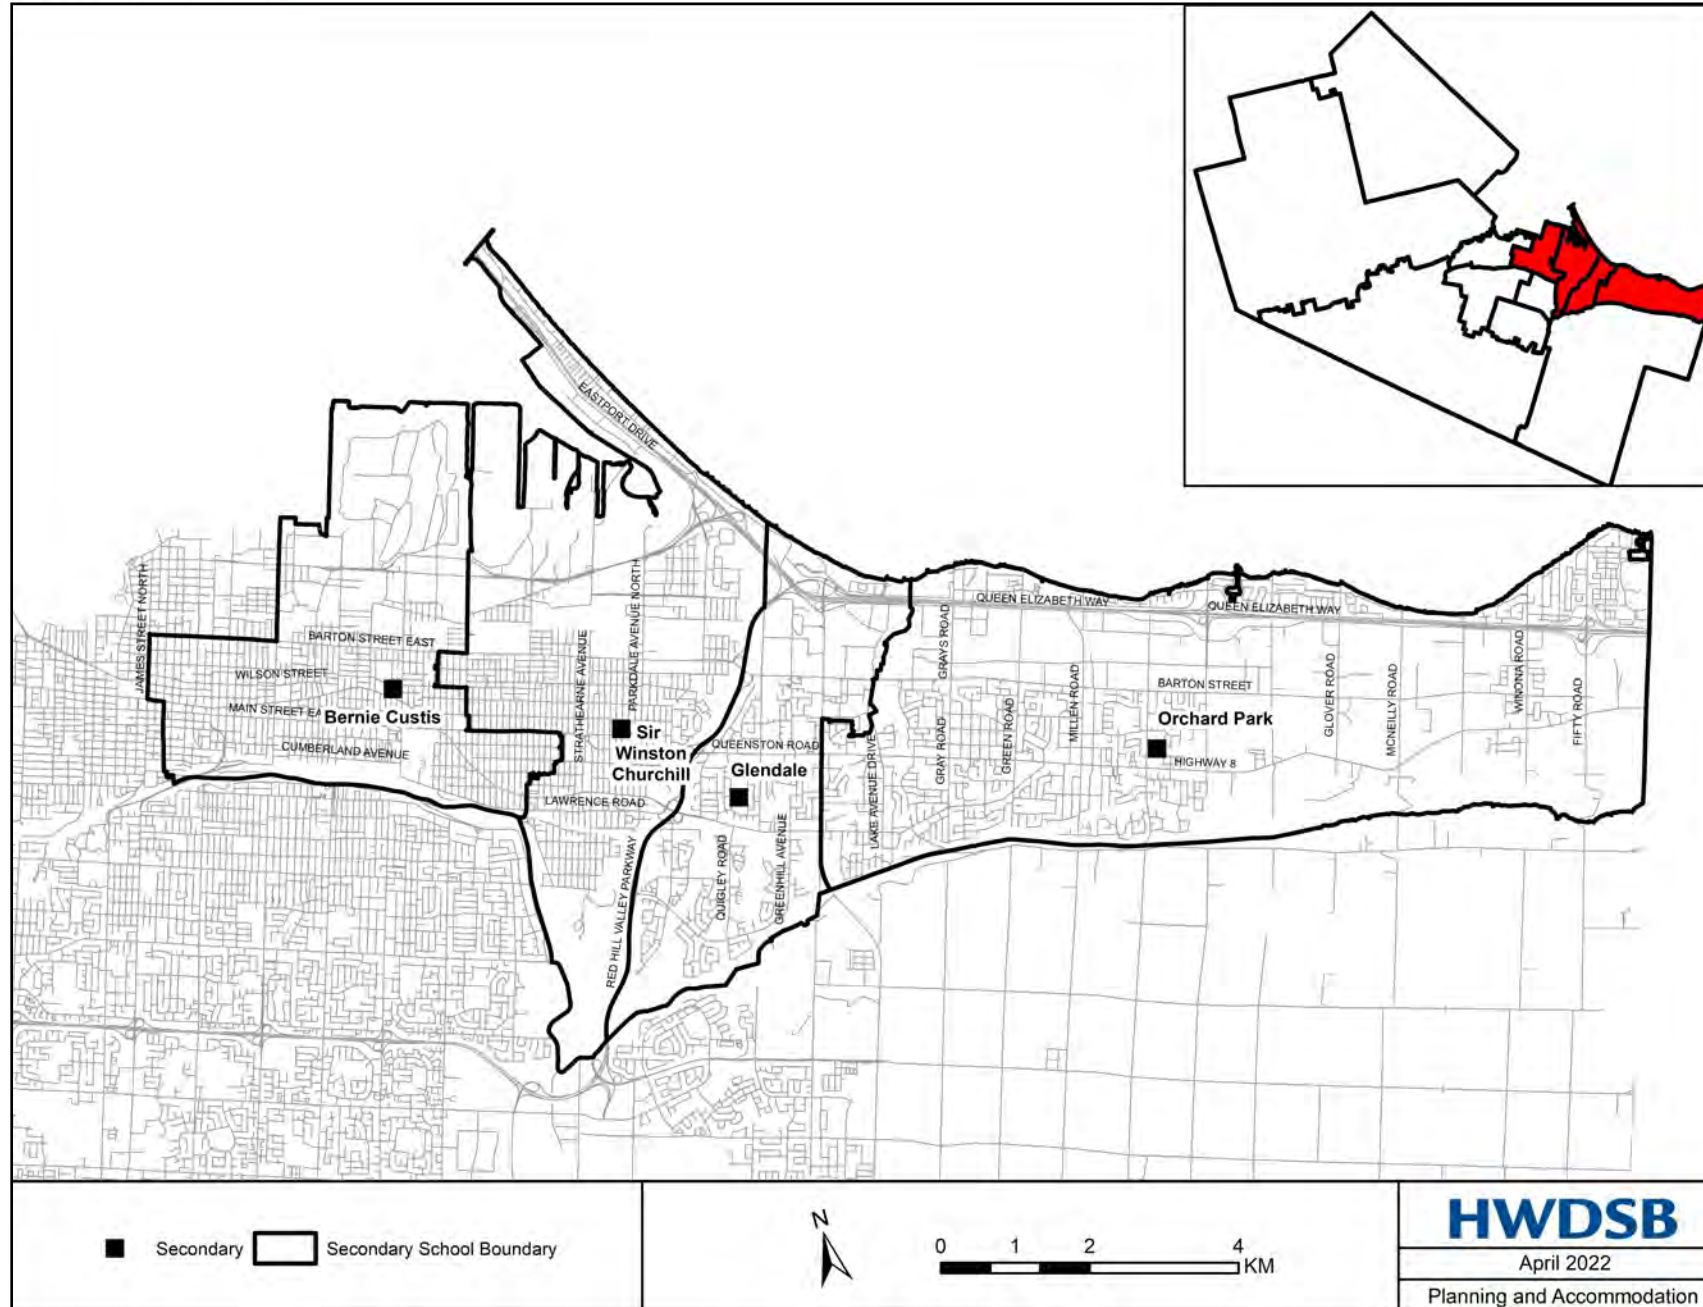 EASTPORT DRIVE
JAMES STREET NORTH
BARTON STREET EAST
WILSON STREET
MAIN STREET EA
Bernie Custis
CUMBERLAND AVENUE
STRATHEARNE AVENUE
PARKDALE AVENUE NORTH
Sir
Winston
Churchill
LAWRENCE ROAD
RED HILL VALLEY PARKWAY
QUEENSTON ROAD
Glendale
QUIGLEY ROAD
GREENHILL AVENUE
LAKE AVENUE DRIVE
GRAYS ROAD
GRAY ROAD
GREEN ROAD
QUEEN ELIZABETH WAY
QUEEN ELIZABETH WAY
MILLEN ROAD
BARTON STREET
Orchard Park
HIGHWAY 8
GLOVER ROAD
MCNEILLY ROAD
WINONA ROAD
FIFTY ROAD
Secondary
Secondary School Boundary
N
0 1 2 4
KM
HWDSB
April 2022
Planning and Accommodation